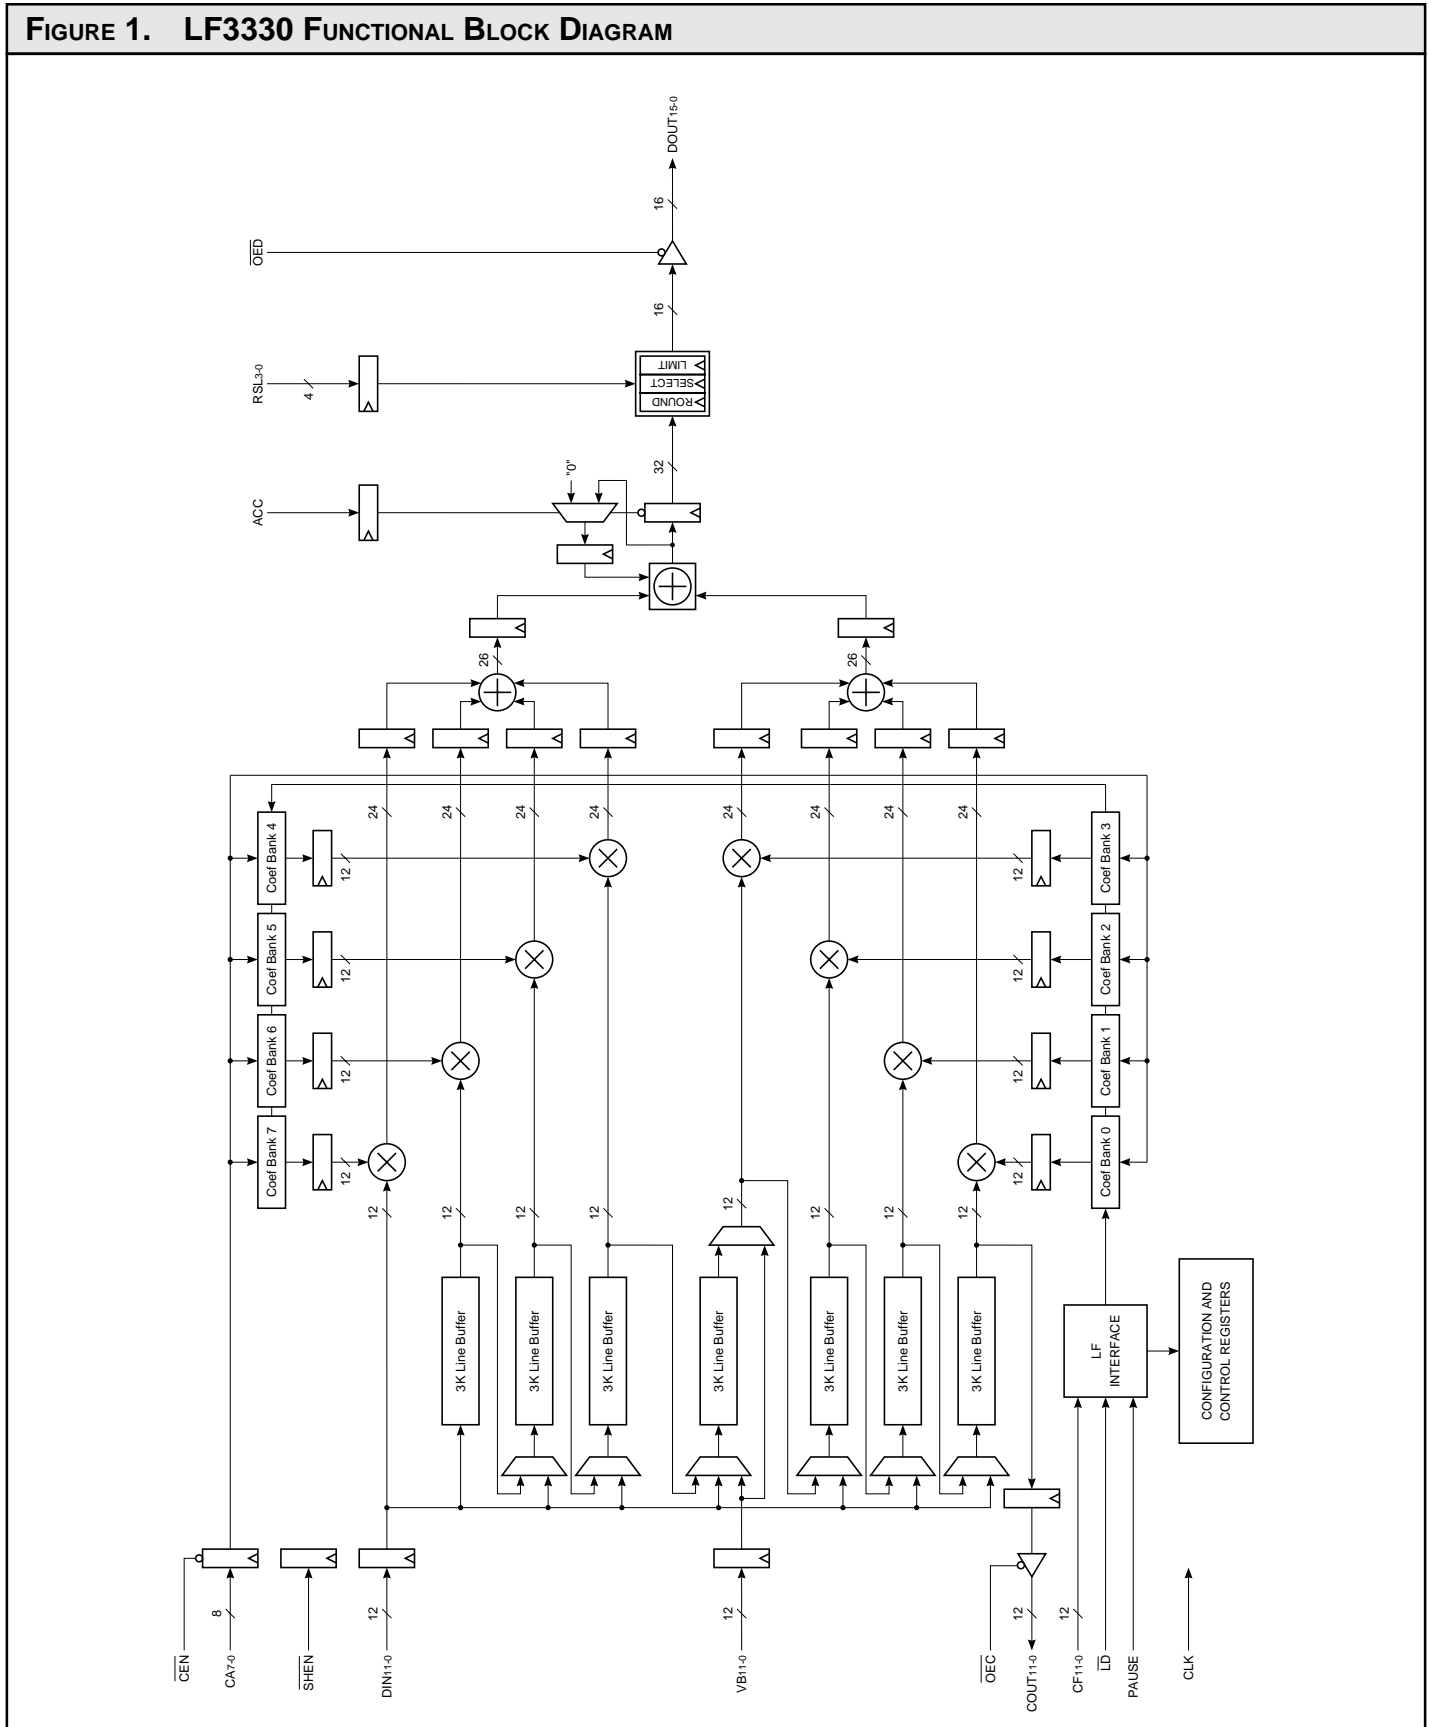 FIGURE 1. LF3330 FUNCTIONAL BLOCK DIAGRAM
DOUT15-0
16
OED
16
RSL3-0
4
LIMIT
SELECT
ROUND
"0"
32
ACC
26
26
24
24
24
24
24
24
24
24
Coef Bank 4
12
12
Coef Bank 3
Coef Bank 5
12
12
Coef Bank 2
Coef Bank 6
12
12
Coef Bank 1
Coef Bank 7
12
12
Coef Bank 0
12
12
12
12
12
12
12
12
3K Line Buffer
3K Line Buffer
3K Line Buffer
3K Line Buffer
3K Line Buffer
3K Line Buffer
3K Line Buffer
LF
INTERFACE
CONFIGURATION AND
CONTROL REGISTERS
8
12
12
12
12
CEN
CA7-0
SHEN
DIN11-0
VB11-0
OEC
COUT11-0
CF11-0
LD
PAUSE
CLK